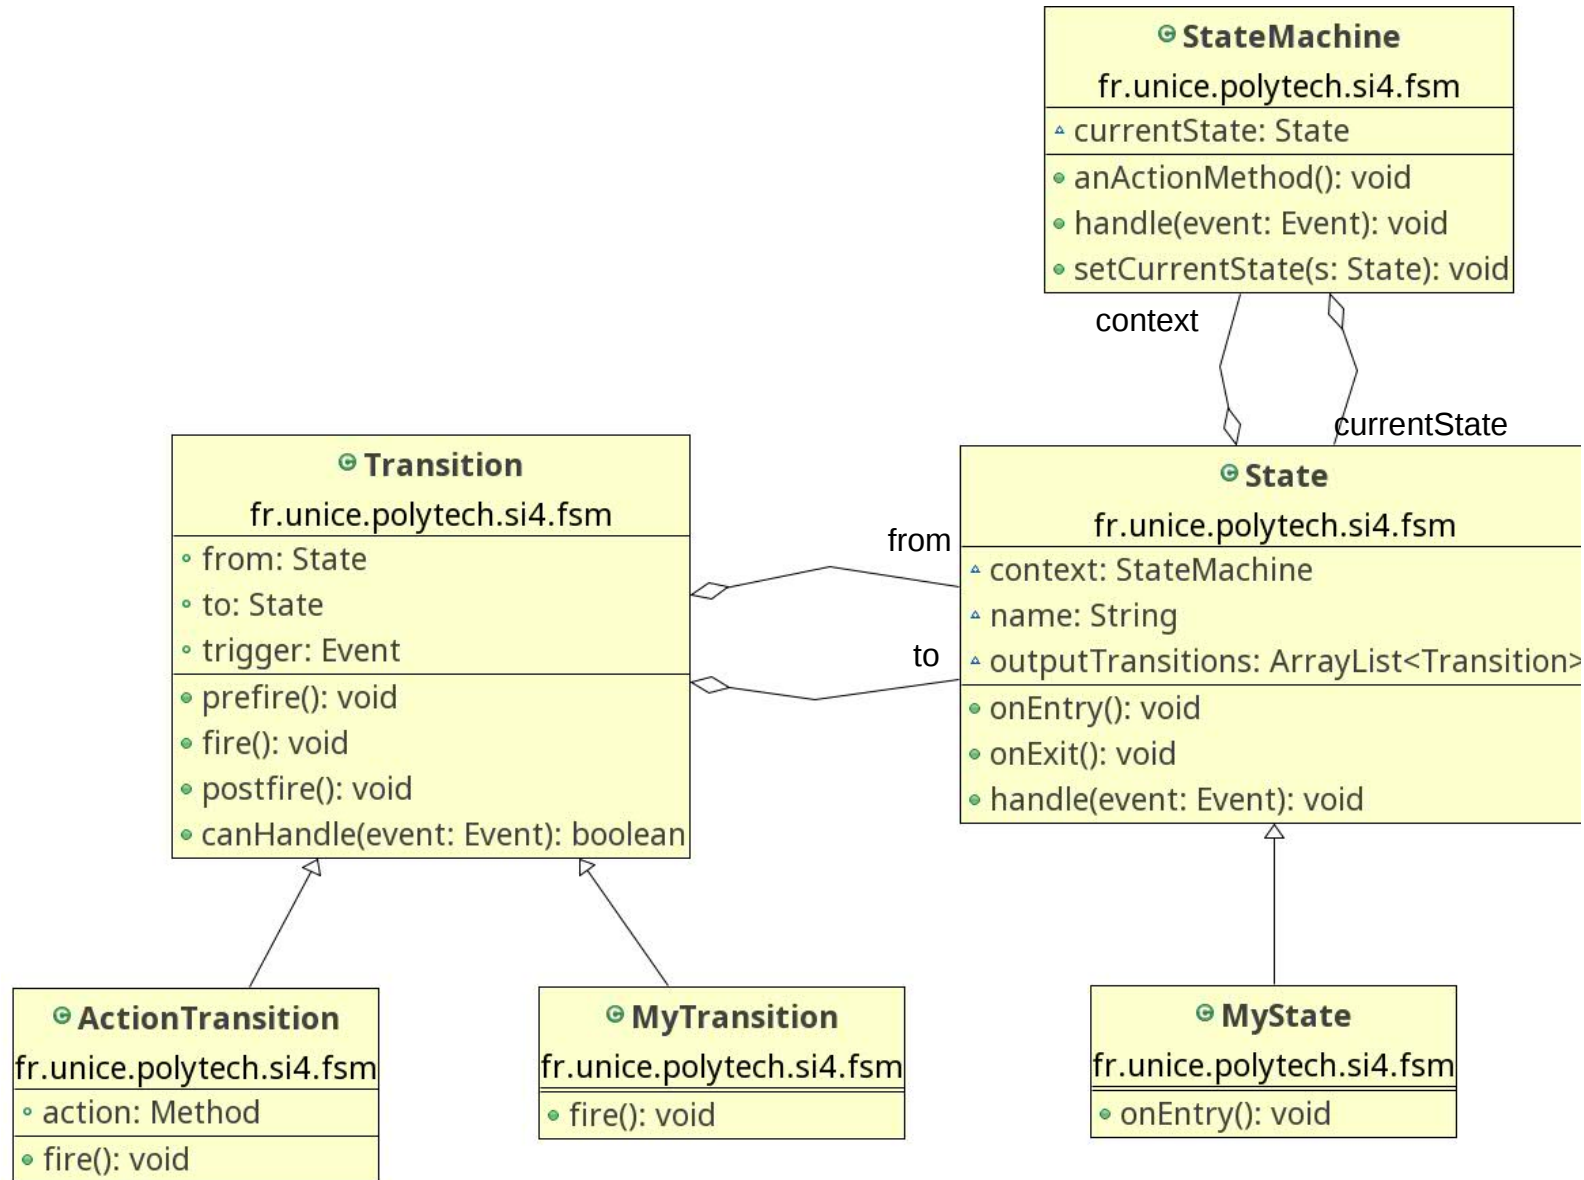 StateMachine
fr.unice.polytech.si4.fsm
currentState: State
anActionMethod(): void
handle(event: Event): void
setCurrentState(s: State): void
context
currentState
Transition
fr.unice.polytech.si4.fsm
from: State
to: State
trigger: Event
prefire(): void
fire(): void
postfire(): void
canHandle(event: Event): boolean
from
to
State
fr.unice.polytech.si4.fsm
context: StateMachine
name: String
outputTransitions: ArrayList<Transition>
onEntry(): void
onExit(): void
handle(event: Event): void
ActionTransition
fr.unice.polytech.si4.fsm
action: Method
fire(): void
MyTransition
fr.unice.polytech.si4.fsm
fire(): void
MyState
fr.unice.polytech.si4.fsm
onEntry(): void